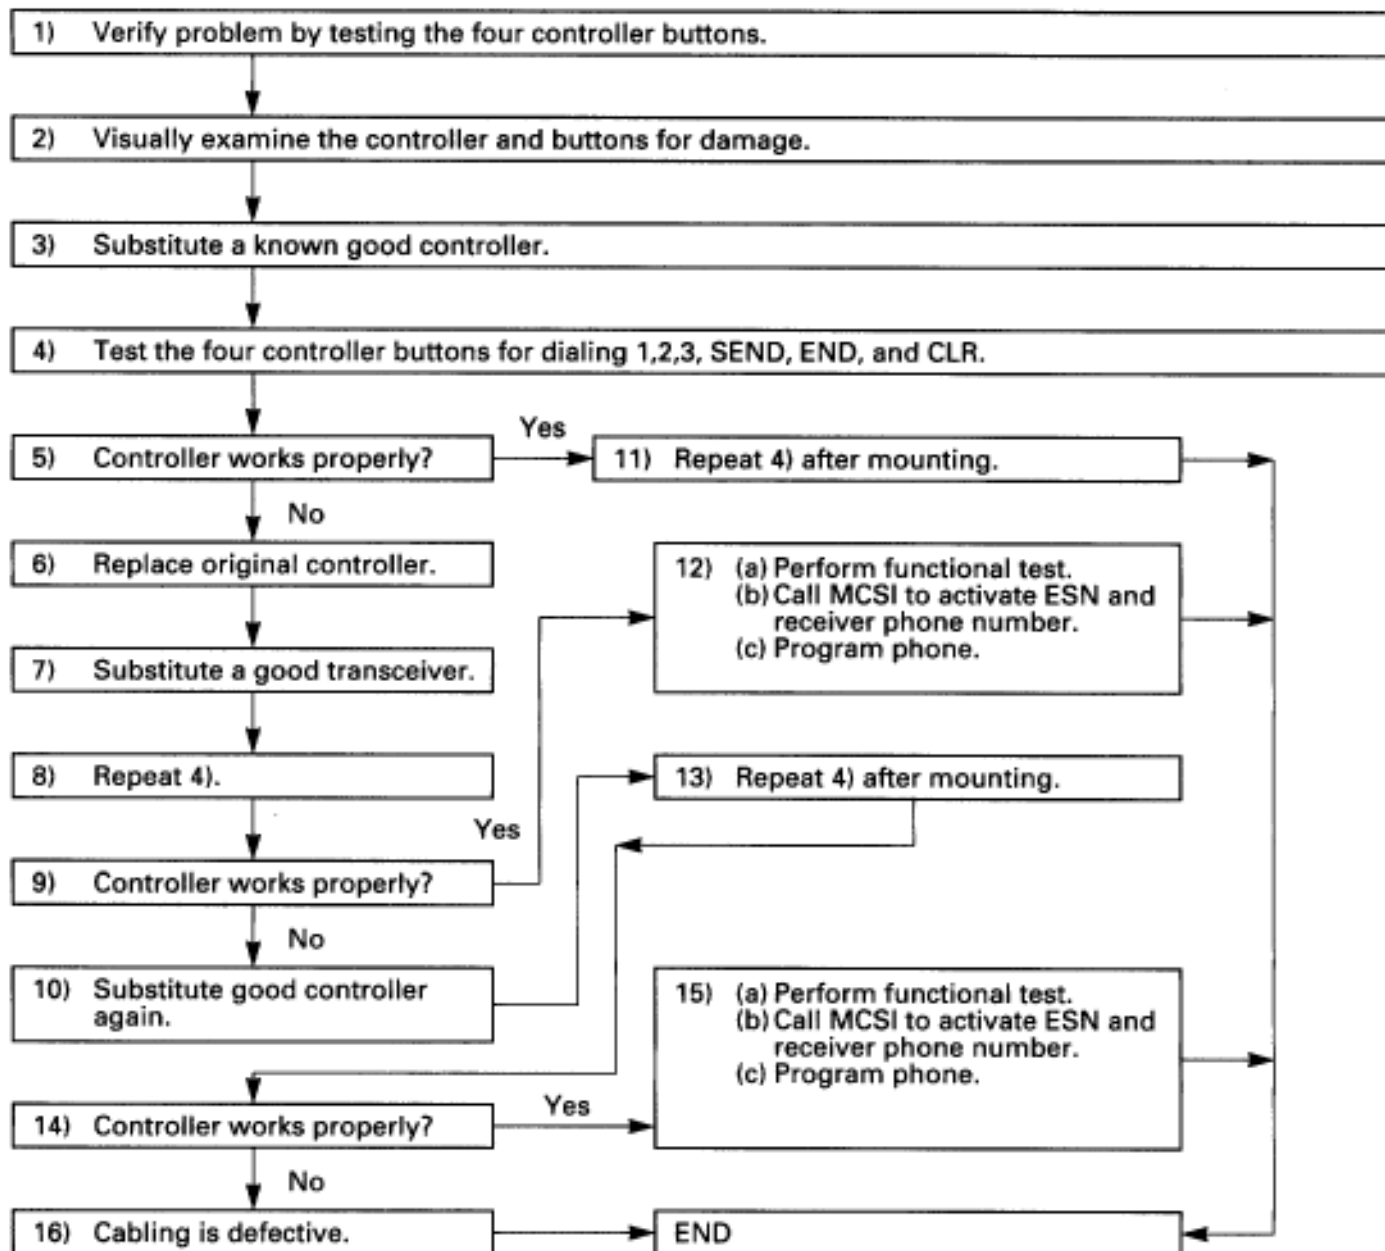 1) Verify problem by testing the four controller buttons.
2) Visually examine the controller and buttons for damage.
3) Substitute a known good controller.
4) Test the four controller buttons for dialing 1,2,3, SEND, END, and CLR.
Yes
5) Controller works properly?
11) Repeat 4) after mounting.
No
6) Replace original controller.
12) (a) Perform functional test.
(b) Call MCSI to activate ESN and
receiver phone number.
(c) Program phone.
7) Substitute a good transceiver.
8) Repeat 4).
13) Repeat 4) after mounting.
Yes
9) Controller works properly?
No
10) Substitute good controller
again.
15) (a) Perform functional test.
(b) Call MCSI to activate ESN and
receiver phone number.
(c) Program phone.
14) Controller works properly?
Yes
No
16) Cabling is defective.
END